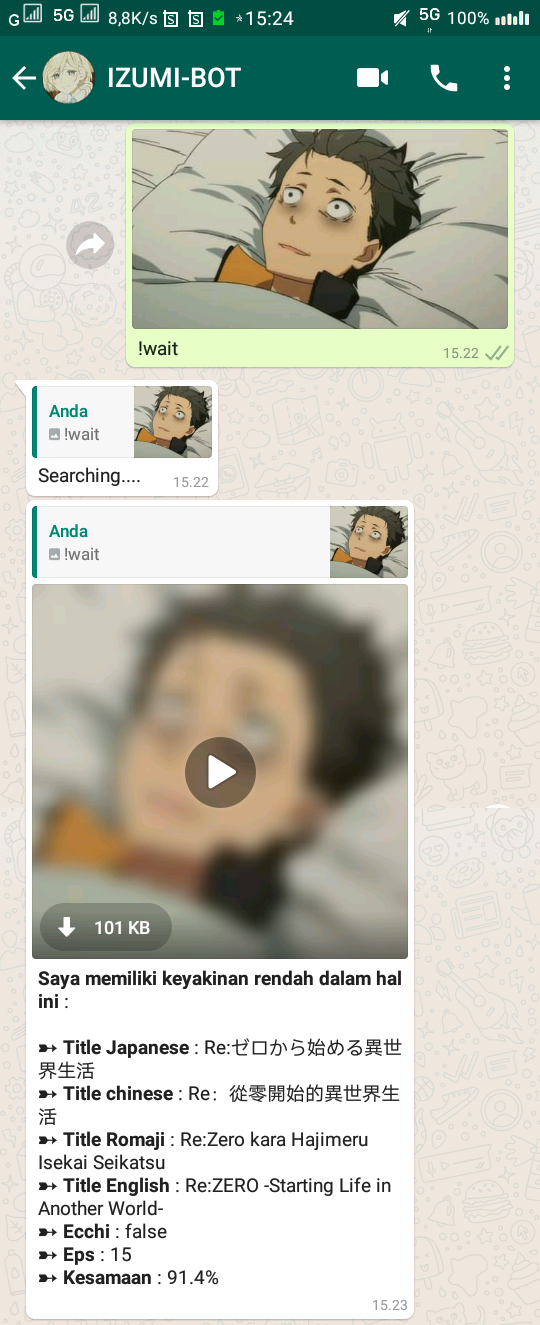 G 5G 8,8K/s *15:24 5G 100%
IZUMI-BOT
!wait
15.22
Anda
!wait
Searching.... 15.22
Anda
!wait
101 KB
Saya memiliki keyakinan rendah dalam hal
ini :
➸ Title Japanese : Re:ゼロから始める異世
界生活
➸ Title chinese : Re：從零開始的異世界生
活
➸ Title Romaji : Re:Zero kara Hajimeru
Isekai Seikatsu
➸ Title English : Re:ZERO -Starting Life in
Another World-
➸ Ecchi : false
➸ Eps : 15
➸ Kesamaan : 91.4%
15.23